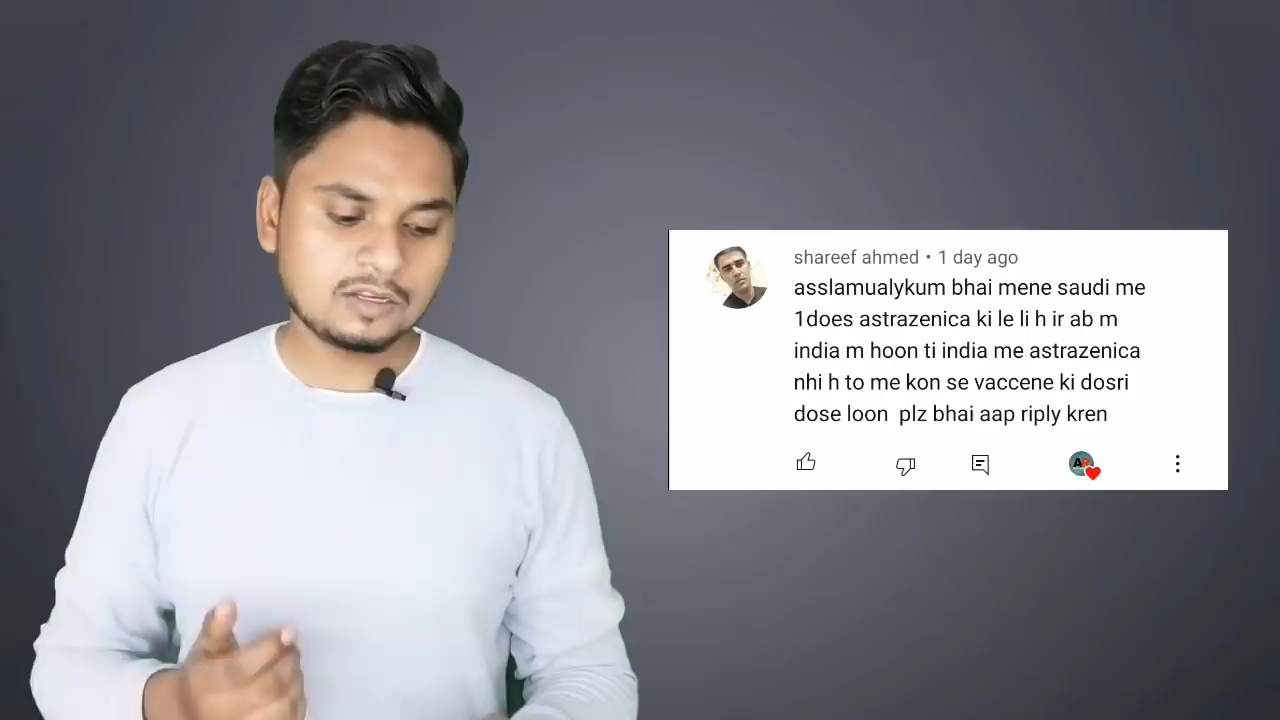 shareef ahmed • 1 day ago
asslamualykum bhai mene saudi me
1does astrazenica ki le li h ir ab m
india m hoon ti india me astrazenica
nhi h to me kon se vaccene ki dosri
dose loon plz bhai aap riply kren